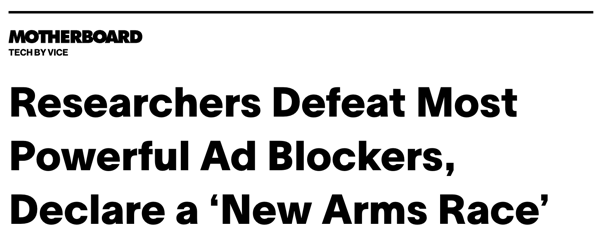 MOTHERBOARD
TECH BY VICE
Researchers Defeat Most
Powerful Ad Blockers,
Declare a ‘New Arms Race’